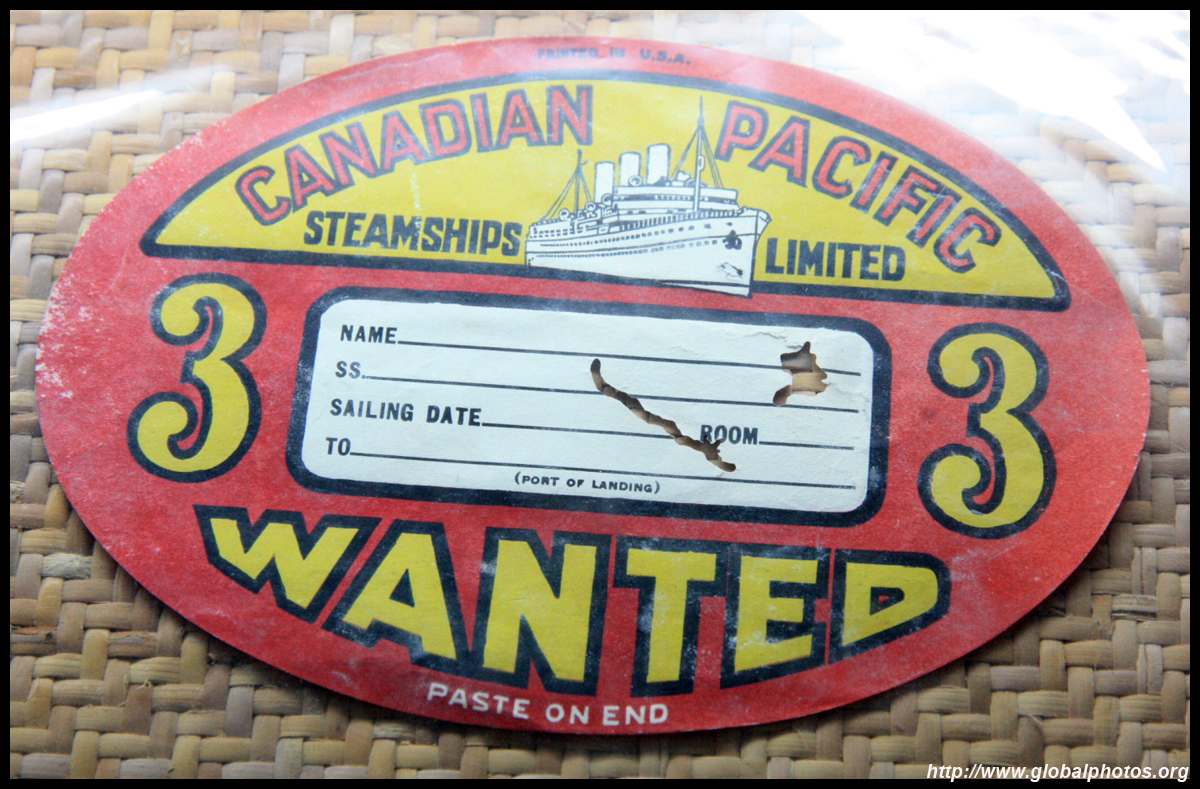 PRINTED IN U.S.A.
CANADIAN PACIFIC
STEAMSHIPS LIMITED
3 3
NAME
SS.
SAILING DATE ROOM
TO
(PORT OF LANDING)
WANTED
PASTE ON END
http://www.globalphotos.org